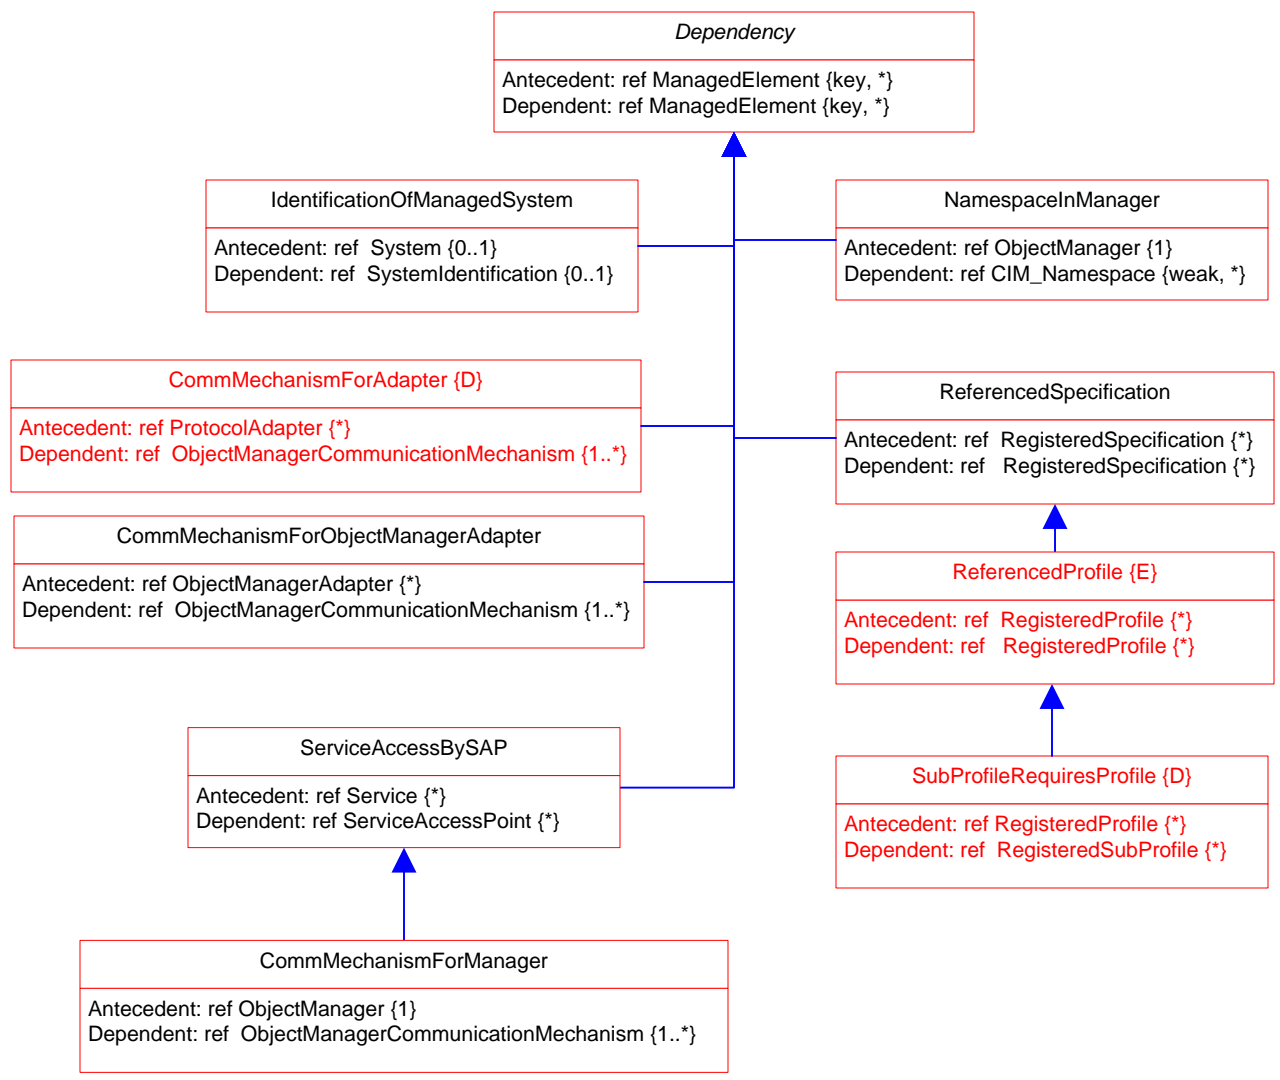 Dependency
Antecedent: ref ManagedElement {key, *}
Dependent: ref ManagedElement {key, *}
IdentificationOfManagedSystem
Antecedent: ref System {0..1}
Dependent: ref SystemIdentification {0..1}
NamespaceInManager
Antecedent: ref ObjectManager {1}
Dependent: ref CIM_Namespace {weak, *}
CommMechanismForAdapter {D}
Antecedent: ref ProtocolAdapter {*}
Dependent: ref ObjectManagerCommunicationMechanism {1..*}
ReferencedSpecification
Antecedent: ref RegisteredSpecification {*}
Dependent: ref RegisteredSpecification {*}
CommMechanismForObjectManagerAdapter
Antecedent: ref ObjectManagerAdapter {*}
Dependent: ref ObjectManagerCommunicationMechanism {1..*}
ReferencedProfile {E}
Antecedent: ref RegisteredProfile {*}
Dependent: ref RegisteredProfile {*}
ServiceAccessBySAP
Antecedent: ref Service {*}
Dependent: ref ServiceAccessPoint {*}
SubProfileRequiresProfile {D}
Antecedent: ref RegisteredProfile {*}
Dependent: ref RegisteredSubProfile {*}
CommMechanismForManager
Antecedent: ref ObjectManager {1}
Dependent: ref ObjectManagerCommunicationMechanism {1..*}